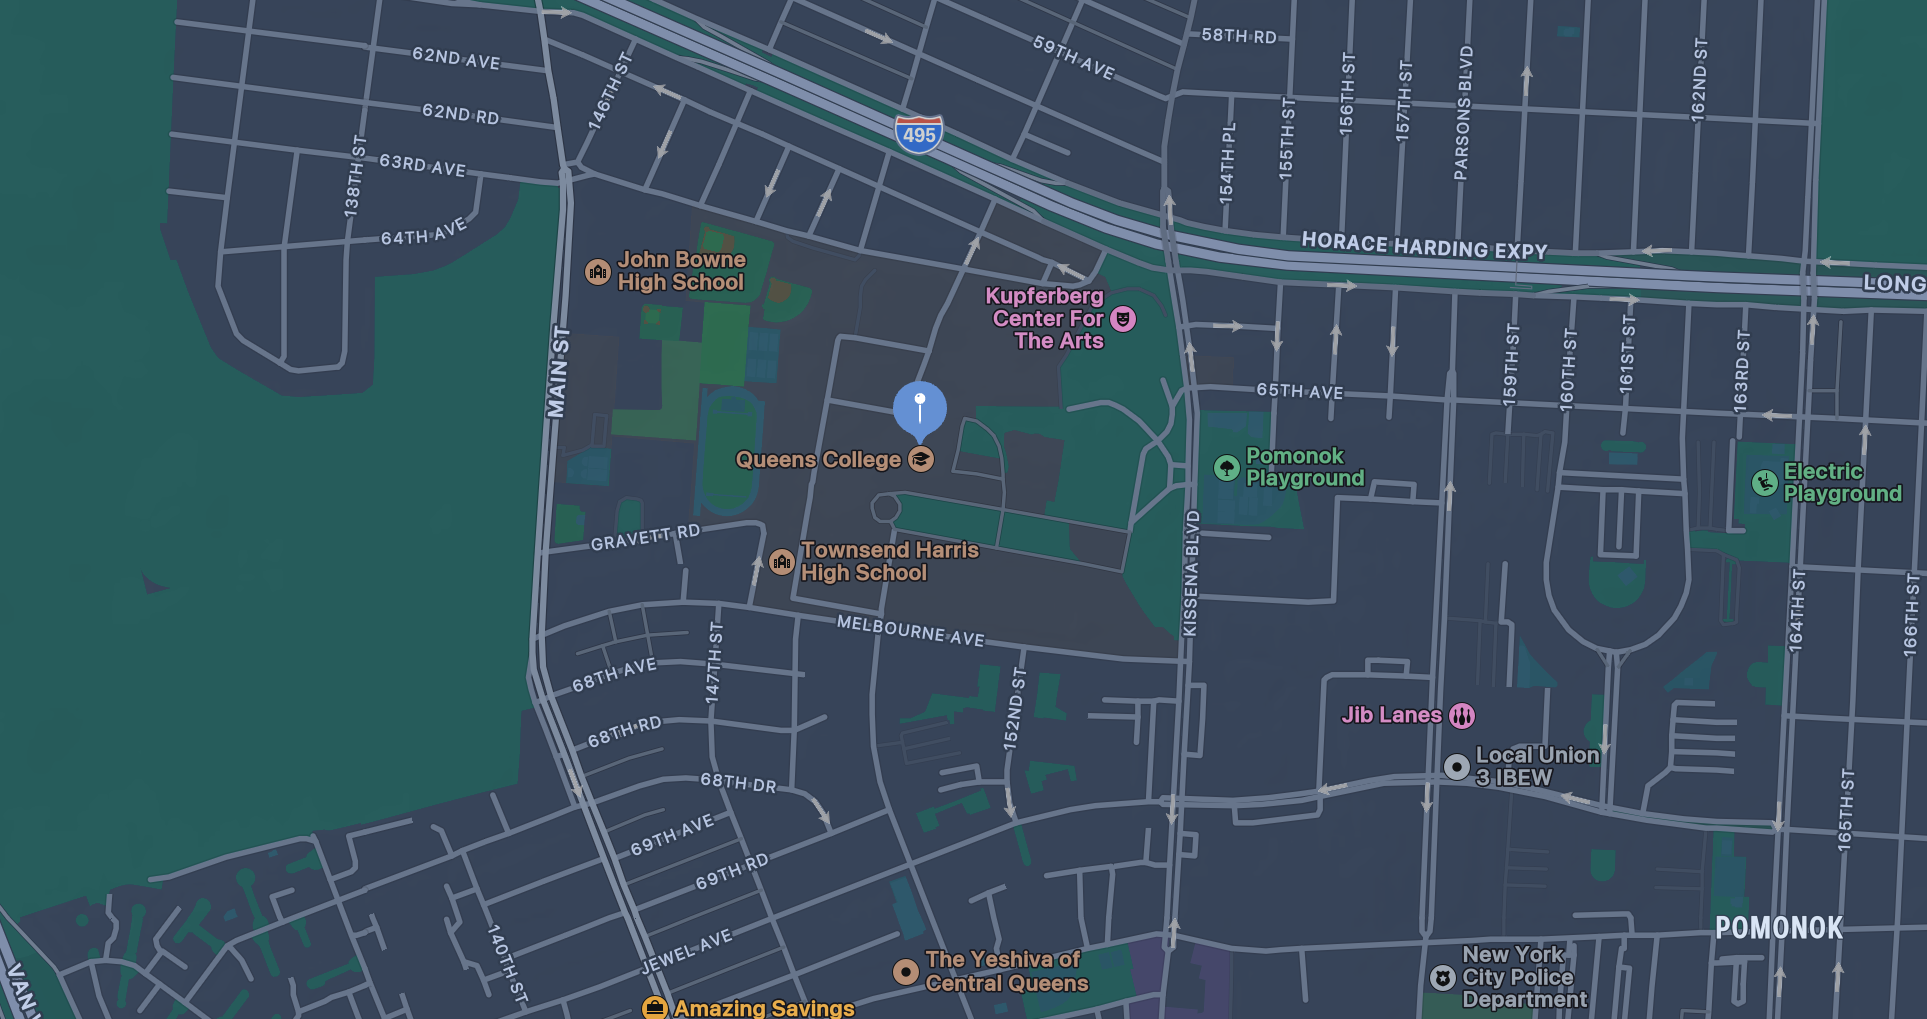 58TH RD
59TH AVE
62ND AVE
62ND RD
63RD AVE
64TH AVE
146TH ST
138TH ST
495
154TH PL
155TH ST
156TH ST
157TH ST
PARSONS BLVD
162ND ST
HORACE HARDING EXPY
LONG
John Bowne
High School
Kupferberg
Center For
The Arts
MAIN ST
65TH AVE
159TH ST
160TH ST
161ST ST
163RD ST
Queens College
Pomonok
Playground
Electric
Playground
GRAVETT RD
Townsend Harris
High School
KISSENA BLVD
MELBOURNE AVE
164TH ST
166TH ST
68TH AVE
147TH ST
152ND ST
68TH RD
Jib Lanes
Local Union
3 IBEW
68TH DR
69TH AVE
69TH RD
165TH ST
JEWEL AVE
140TH ST
POMONOK
The Yeshiva of
Central Queens
New York
City Police
Department
VAN
Amazing Savings